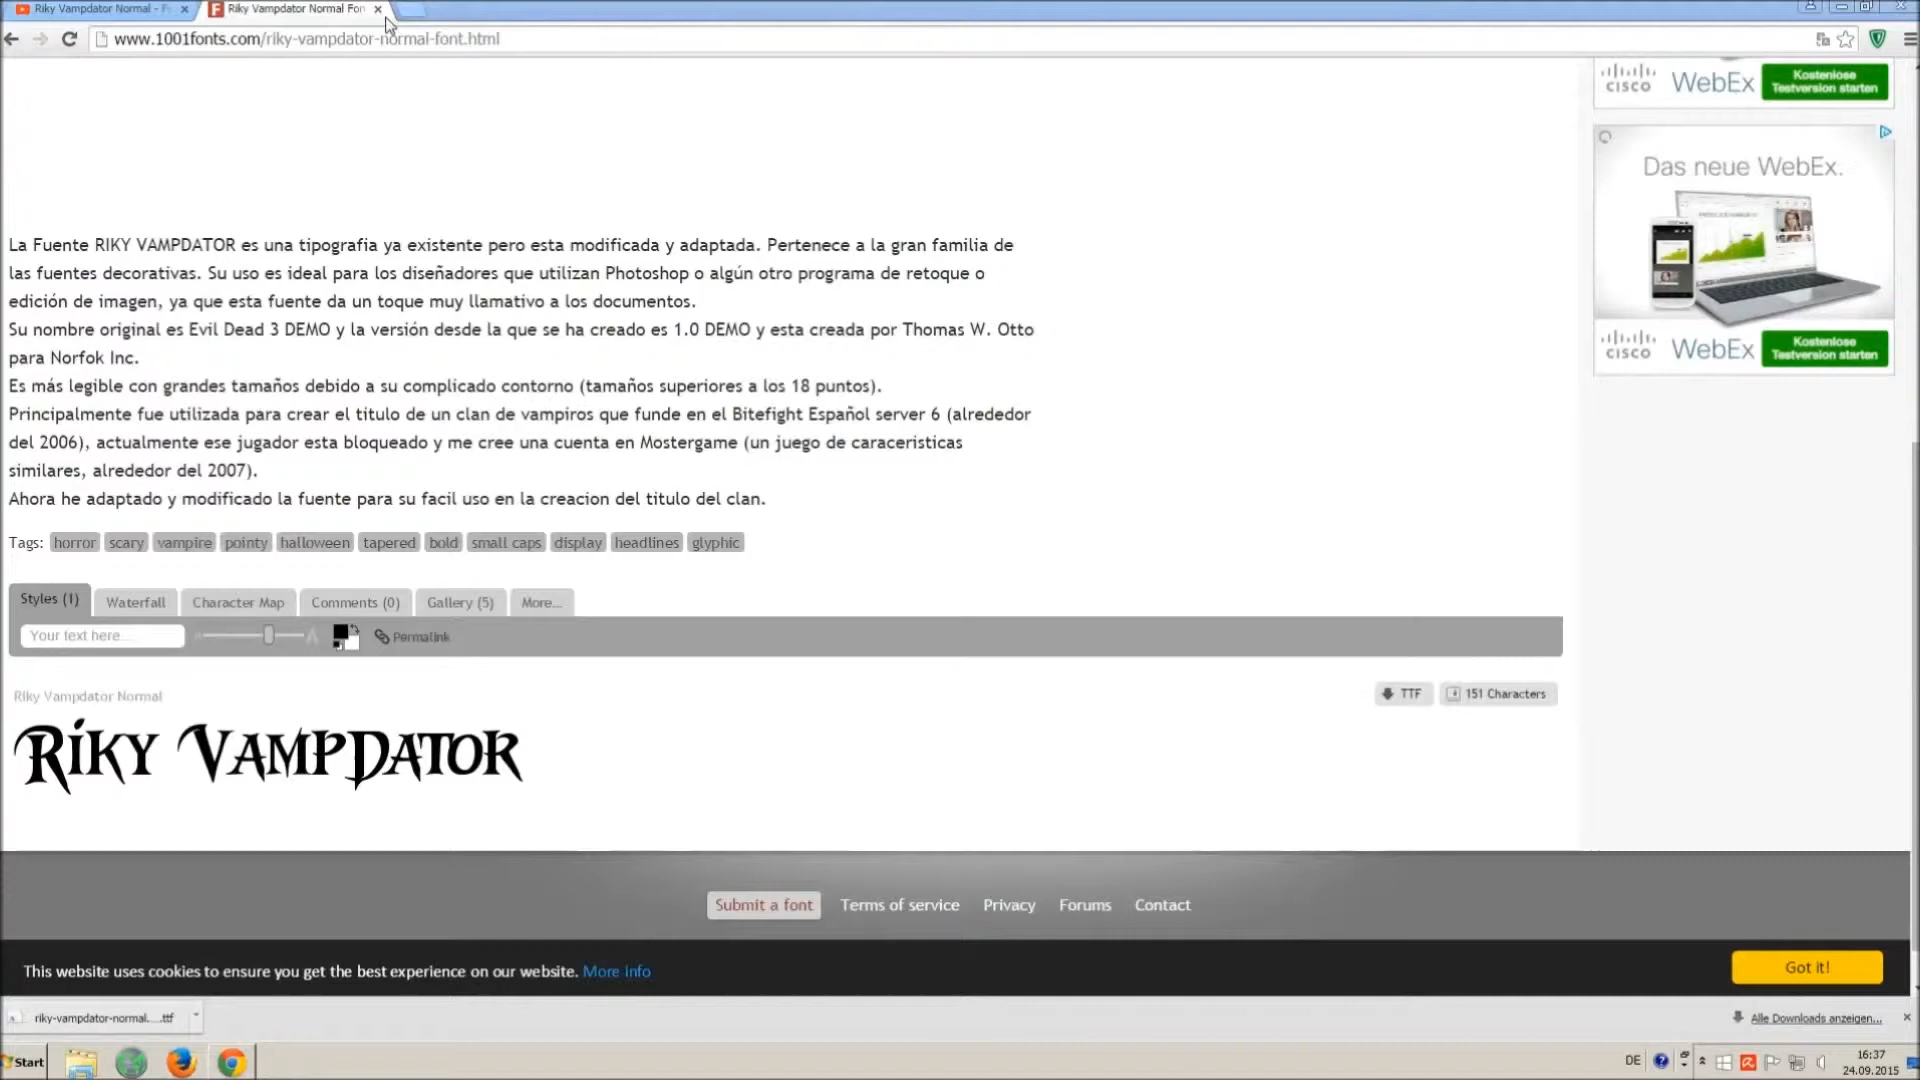 Riky Vampdator Normal -
Riky Vampdator Normal Fon
www.1001fonts.com/riky-vampdator-normal-font.html
CISCO WebEx Kostenlose Testversion starten
Das neue WebEx.
CISCO WebEx Kostenlose Testversion starten
La Fuente RIKY VAMPDATOR es una tipografia ya existente pero esta modificada y adaptada. Pertenece a la gran familia de
las fuentes decorativas. Su uso es ideal para los diseñadores que utilizan Photoshop o algún otro programa de retoque o
edición de imagen, ya que esta fuente da un toque muy llamativo a los documentos.
Su nombre original es Evil Dead 3 DEMO y la versión desde la que se ha creado es 1.0 DEMO y esta creada por Thomas W. Otto
para Norfok Inc.
Es más legible con grandes tamaños debido a su complicado contorno (tamaños superiores a los 18 puntos).
Principalmente fue utilizada para crear el titulo de un clan de vampiros que funde en el Bitefight Español server 6 (alrededor
del 2006), actualmente ese jugador esta bloqueado y me cree una cuenta en Mostergame (un juego de caraceristicas
similares, alrededor del 2007).
Ahora he adaptado y modificado la fuente para su facil uso en la creacion del titulo del clan.
Tags: horror scary vampire pointy halloween tapered bold small caps display headlines glyphic
Styles (1) Waterfall Character Map Comments (0) Gallery (5) More...
Your text here... Permalink
Riky Vampdator Normal TTF 151 Characters
Riky VampDator
Submit a font Terms of service Privacy Forums Contact
This website uses cookies to ensure you get the best experience on our website. More info Got it!
riky-vampdator-normal....ttf Alle Downloads anzeigen...
Start DE 16:37
24.09.2015